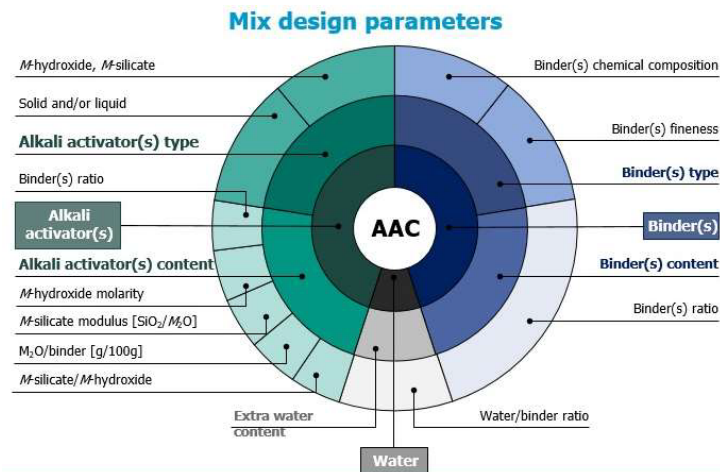 Mix design parameters
M-hydroxide, M-silicate
Solid and/or liquid
Alkali activator(s) type
Binder(s) ratio
Alkali
activator(s)
Alkali activator(s) content
M-hydroxide molarity
M-silicate modulus [SiO₂/M₂O]
M₂O/binder [g/100g]
M-silicate/M-hydroxide
Extra water
content
AAC
Water
Binder(s) chemical composition
Binder(s) fineness
Binder(s) type
Binder(s)
Binder(s) content
Binder(s) ratio
Water/binder ratio